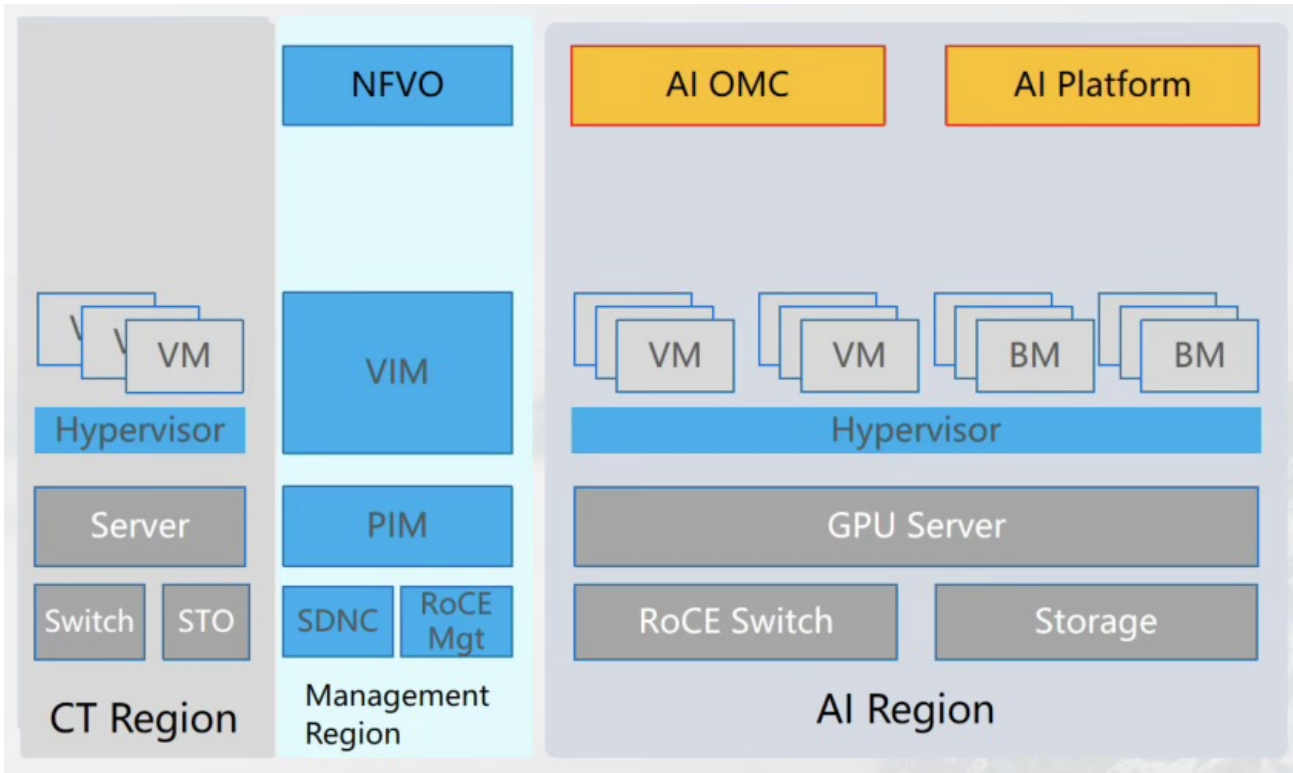 NFVO
AI OMC
AI Platform
V
V
VM
VIM
VM
VM
BM
BM
Hypervisor
Hypervisor
Server
PIM
GPU Server
Switch
STO
SDNC
RoCE
Mgt
RoCE Switch
Storage
CT Region
Management
Region
AI Region